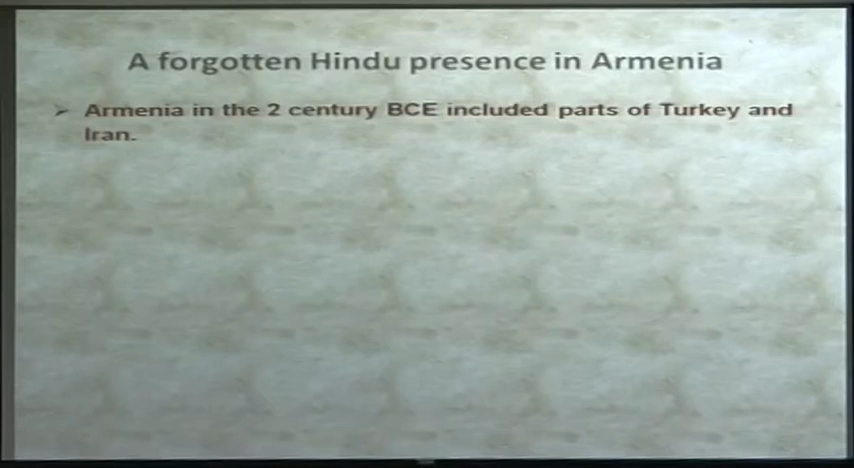 A forgotten Hindu presence in Armenia
➢ Armenia in the 2 century BCE included parts of Turkey and
Iran.